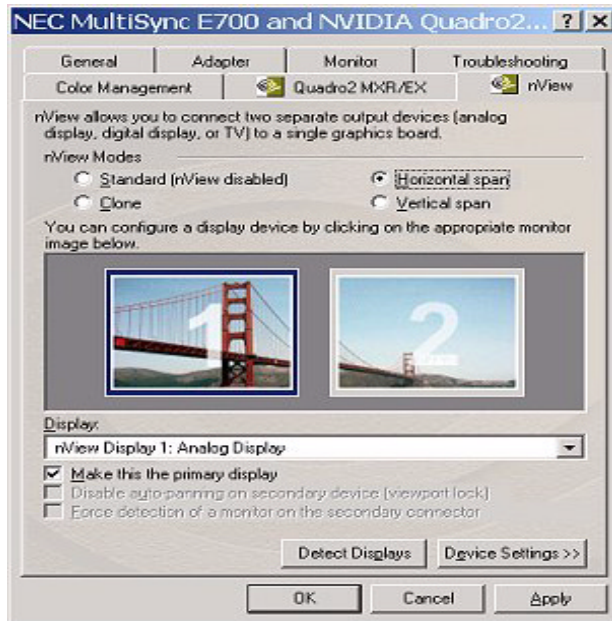 NEC MultiSync E700 and NVIDIA Quadro2... ? X
General Adapter Monitor Troubleshooting
Color Management Quadro2 MXR/EX nView
nView allows you to connect two separate output devices (analog
display, digital display, or TV) to a single graphics board.
nView Modes
Standard (nView disabled) Horizontal span
Clone Vertical span
You can configure a display device by clicking on the appropriate monitor
image below.
1 2
Display:
nView Display 1: Analog Display
Make this the primary display
Disable auto-panning on secondary device (viewport lock)
Force detection of a monitor on the secondary connector
Detect Displays Device Settings >>
OK Cancel Apply